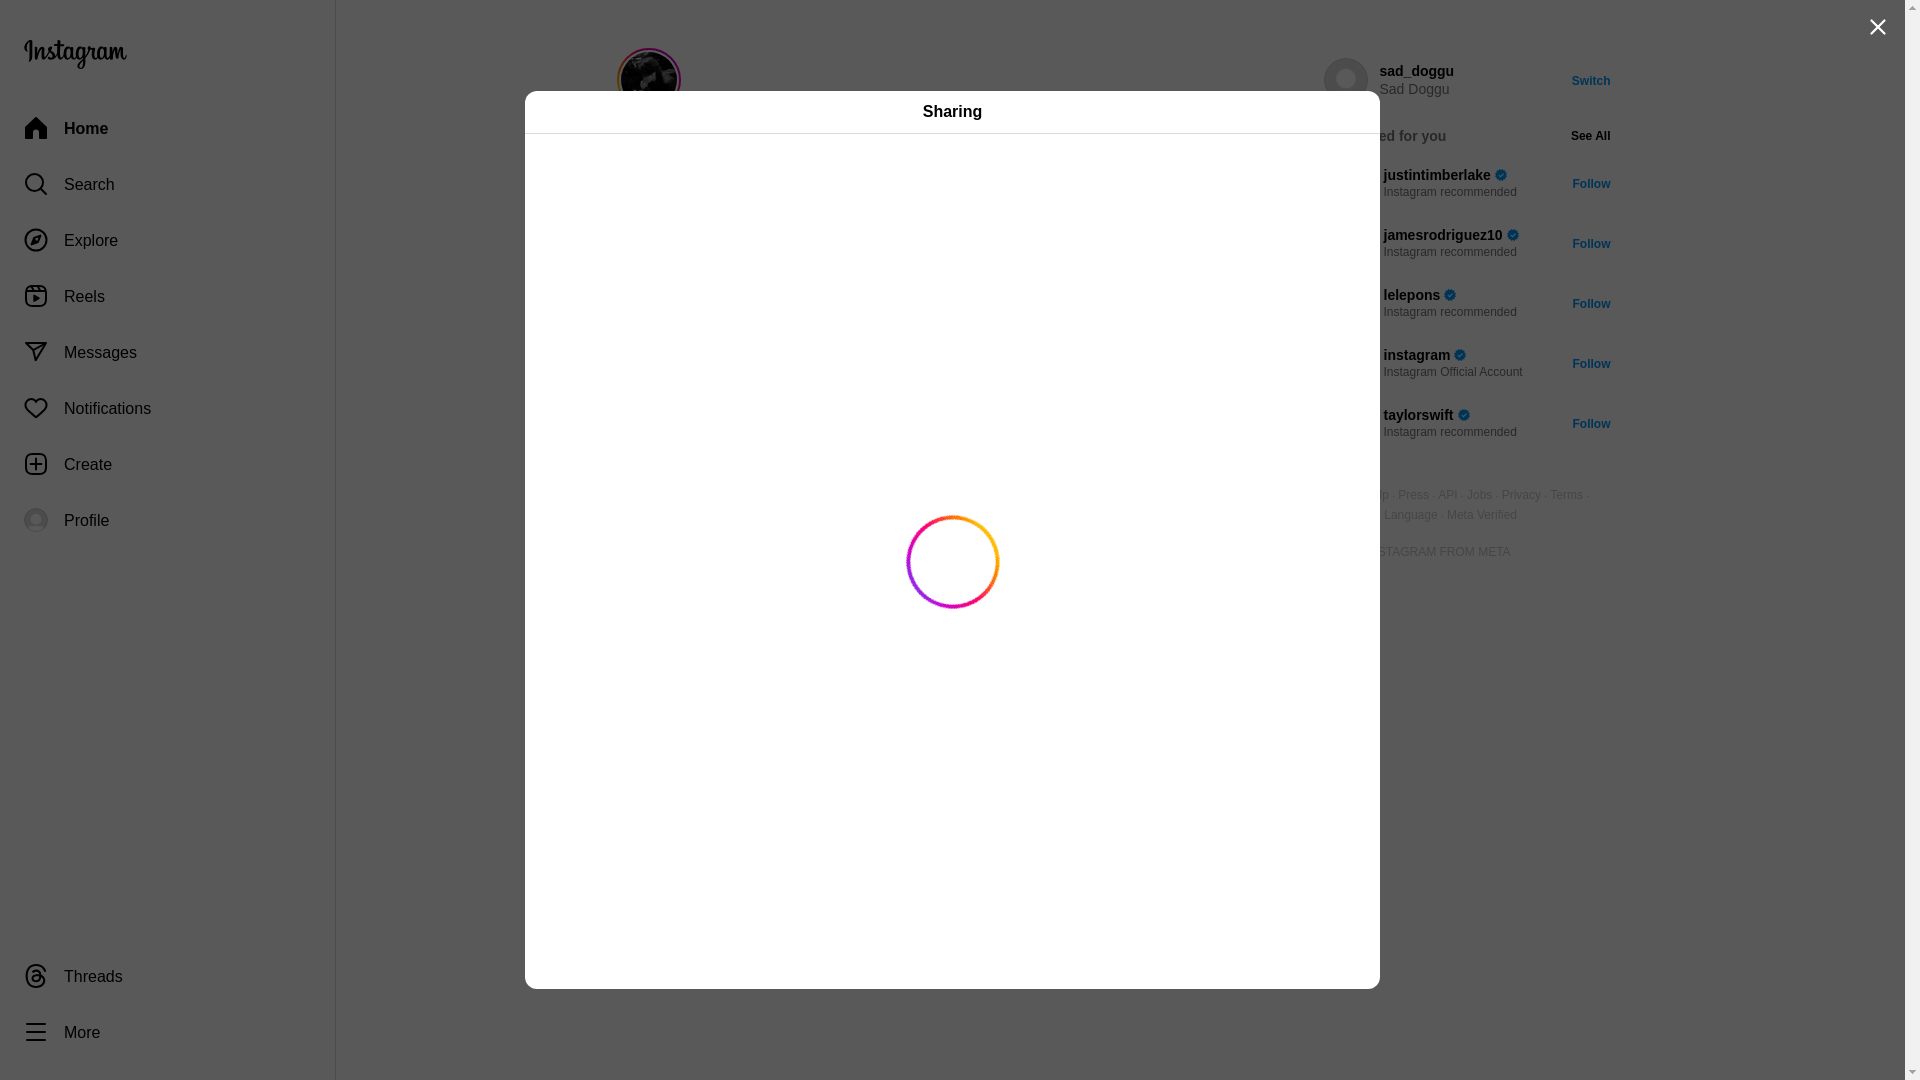 Instagram
Home
Search
Explore
Reels
Messages
Notifications
Create
Profile
Threads
More
Sharing
sad_doggu
Sad Doggu
Switch
ed for you
See All
justintimberlake
Instagram recommended
Follow
jamesrodriguez10
Instagram recommended
Follow
lelepons
Instagram recommended
Follow
instagram
Instagram Official Account
Follow
taylorswift
Instagram recommended
Follow
p · Press · API · Jobs · Privacy · Terms ·
Language · Meta Verified
STAGRAM FROM META